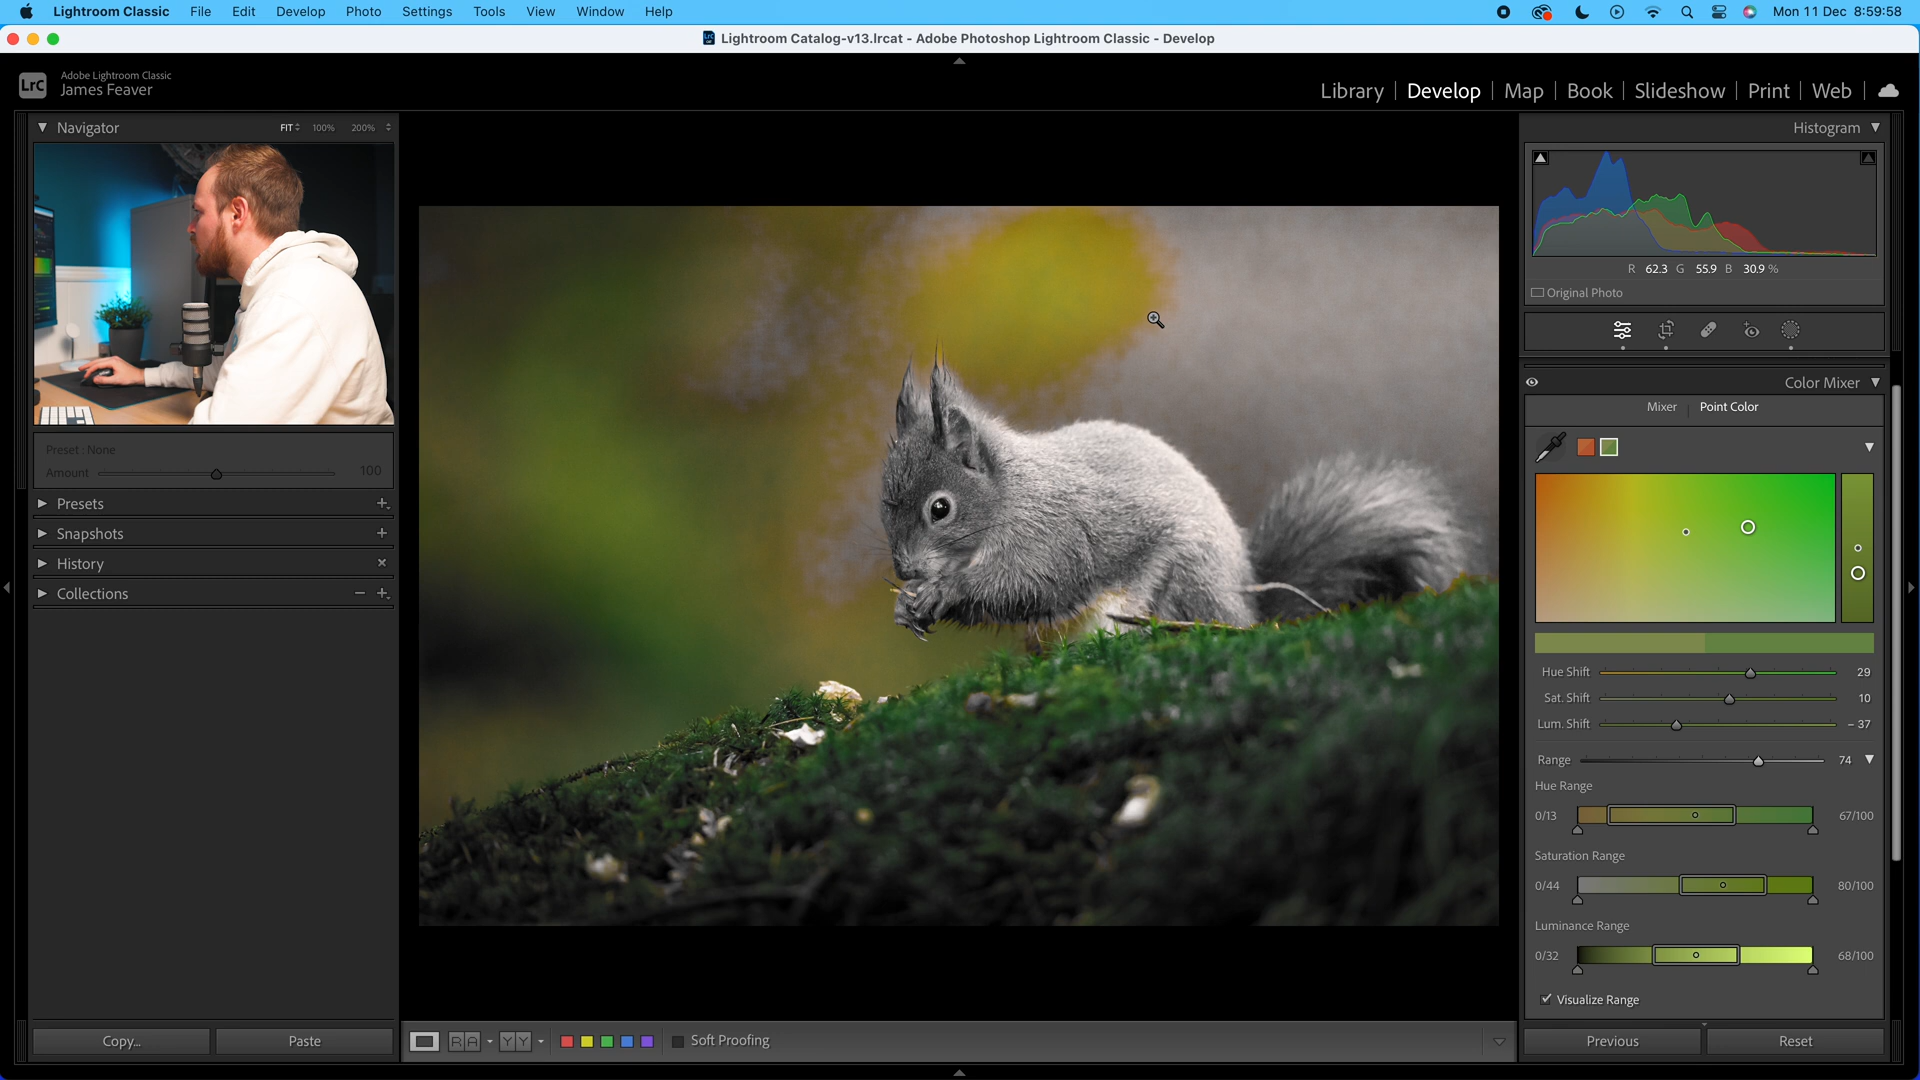 Lightroom Classic File Edit Develop Photo Settings Tools View Window Help Mon 11 Dec 8:59:58
Lightroom Catalog-v13.lrcat - Adobe Photoshop Lightroom Classic - Develop
LrC Adobe Lightroom Classic
James Feaver
Library | Develop | Map | Book | Slideshow | Print | Web |
Navigator FIT 100% 200%
Histogram
R 62.3 G 55.9 B 30.9 %
Original Photo
Color Mixer
Mixer | Point Color
Preset : None
Amount 100
Presets
Snapshots
History
Collections
Hue Shift 29
Sat. Shift 10
Lum. Shift - 37
Range 74
Hue Range
0/13 67/100
Saturation Range
0/44 80/100
Luminance Range
0/32 68/100
Visualize Range
Copy... Paste
R A Y Y Soft Proofing
Previous Reset